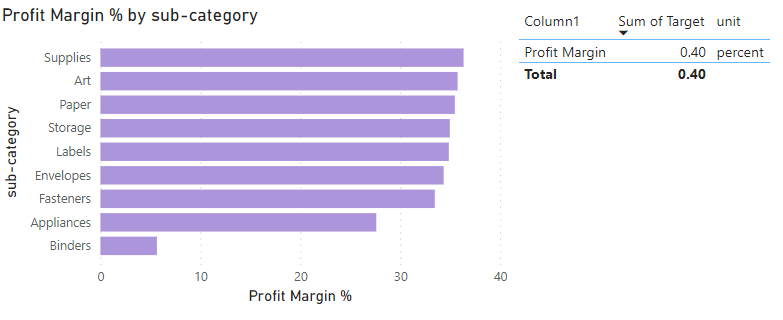 Profit Margin % by sub-category
sub-category
Supplies
Art
Paper
Storage
Labels
Envelopes
Fasteners
Appliances
Binders
0 10 20 30 40
Profit Margin %
Column1 Sum of Target unit
Profit Margin 0.40 percent
Total 0.40